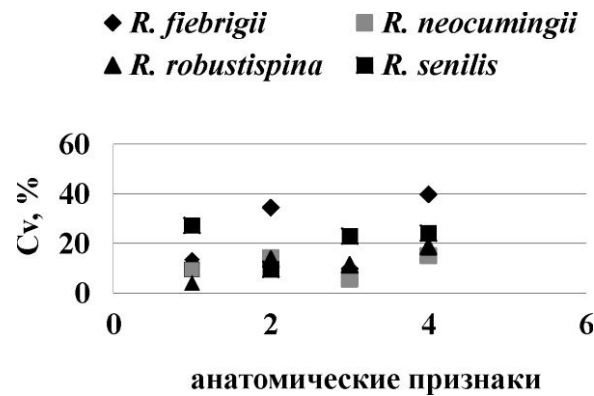 R. fiebrigii R. neocumingii
R. robustispina R. senilis
60
40
20
0
Cv, %
0 2 4 6
анатомические признаки